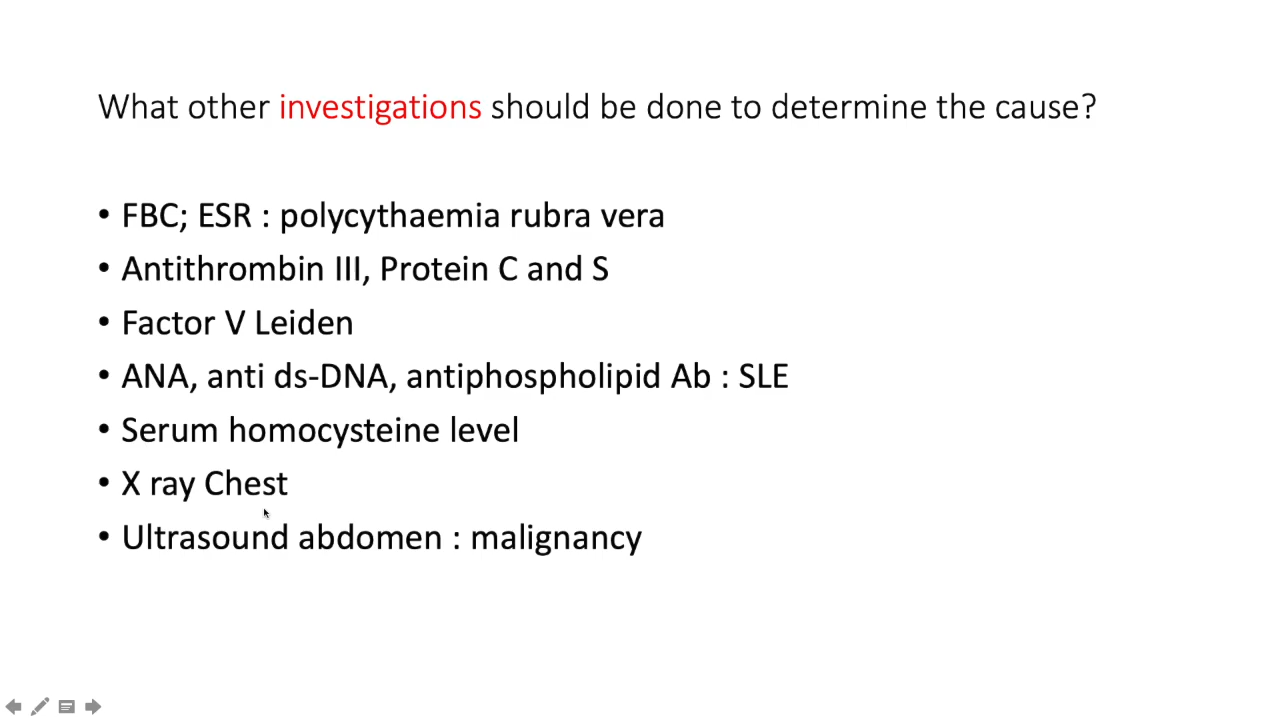 What other investigations should be done to determine the cause?
• FBC; ESR : polycythaemia rubra vera
• Antithrombin III, Protein C and S
• Factor V Leiden
• ANA, anti ds-DNA, antiphospholipid Ab : SLE
• Serum homocysteine level
• X ray Chest
• Ultrasound abdomen : malignancy